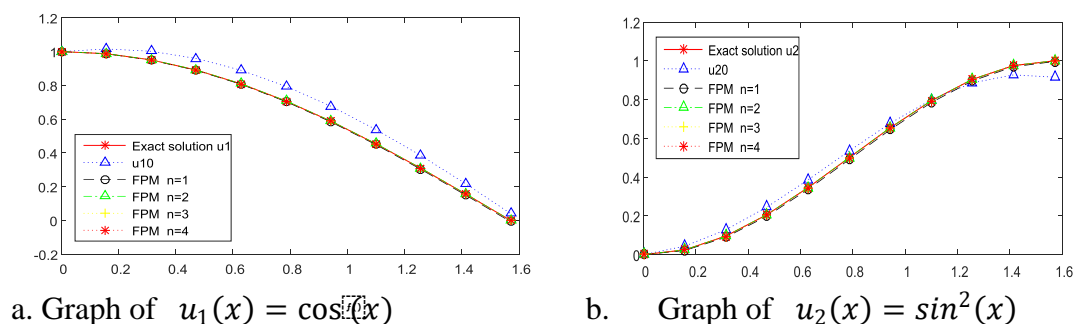 1.2
1
0.8
0.6
0.4
0.2
0
-0.2
0 0.2 0.4 0.6 0.8 1 1.2 1.4 1.6
Exact solution u1
u10
FPM n=1
FPM n=2
FPM n=3
FPM n=4
1.2
1
0.8
0.6
0.4
0.2
0
0 0.2 0.4 0.6 0.8 1 1.2 1.4 1.6
Exact solution u2
u20
FPM n=1
FPM n=2
FPM n=3
FPM n=4
a. Graph of u₁(x) = cos(x)
b. Graph of u₂(x) = sin²(x)